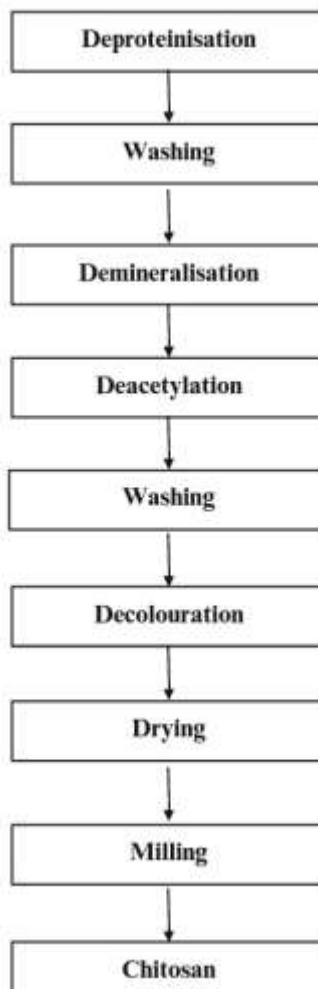 Deproteinisation
Washing
Demineralisation
Deacetylation
Washing
Decolouration
Drying
Milling
Chitosan